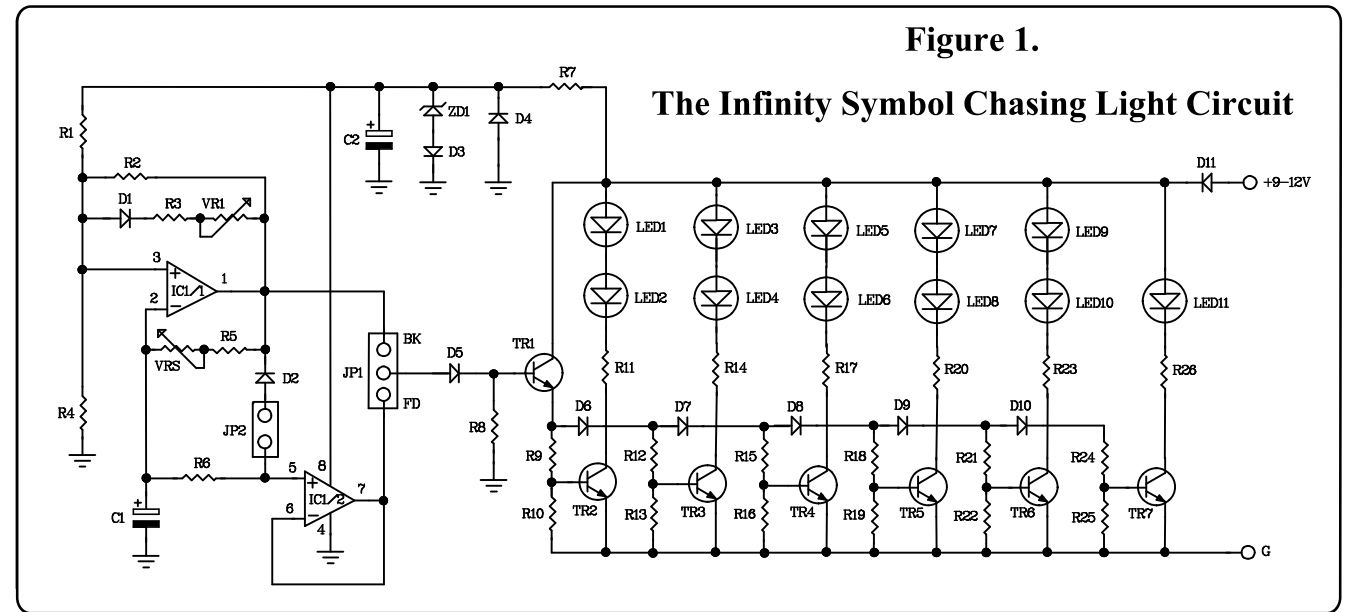 Figure 1.
The Infinity Symbol Chasing Light Circuit
R7
R1
C2
+
ZD1
D3
D4
R2
D1
R3
VR1
D11
+9-12V
LED1
LED3
LED5
LED7
LED9
3
+
IC1/1
1
2
-
LED2
LED4
LED6
LED8
LED10
LED11
VRS
R5
D2
BK
JP1
FD
D5
TR1
R11
R14
R17
R20
R23
R26
R4
JP2
R8
D6
D7
D8
D9
D10
R9
R12
R15
R18
R21
R24
R6
5
+
8
IC1/2
7
6
-
4
C1
+
R10
TR2
R13
TR3
R16
TR4
R19
TR5
R22
TR6
R25
TR7
G